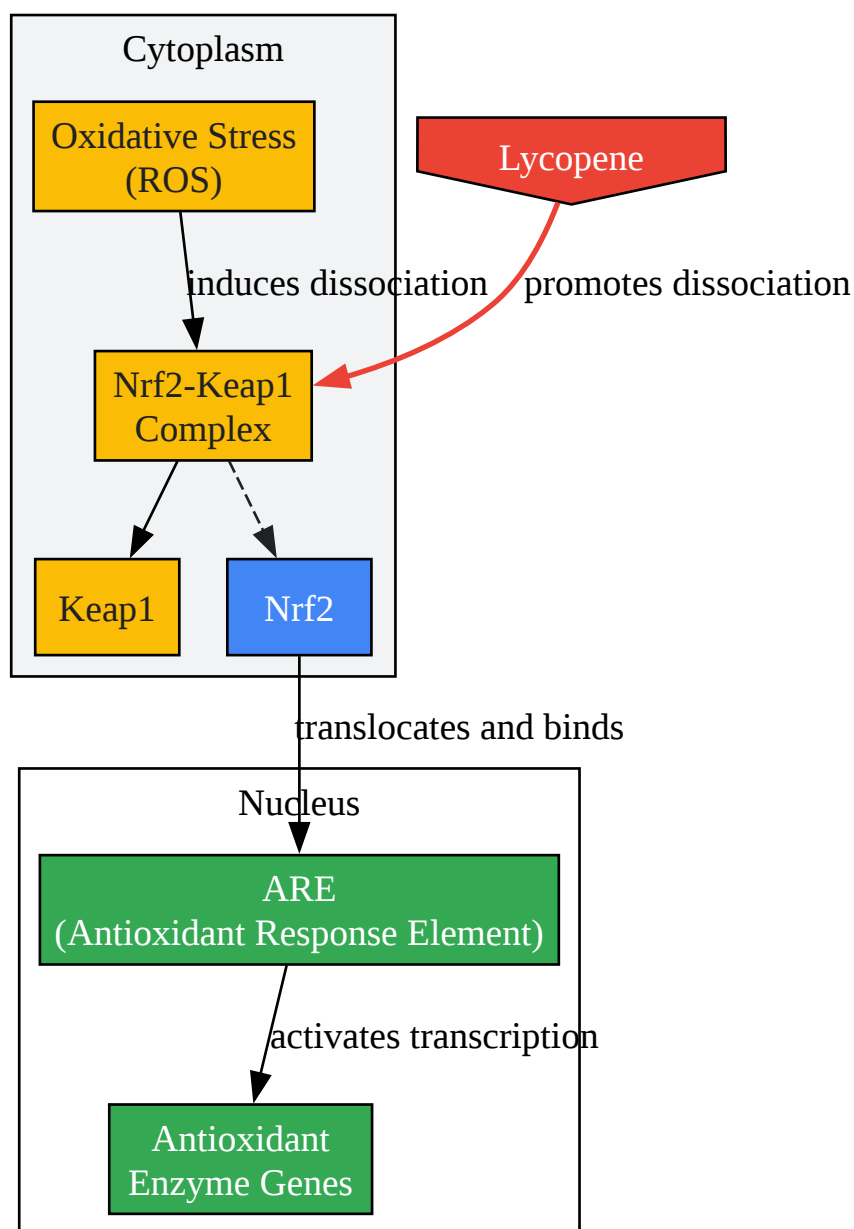 Cytoplasm
Oxidative Stress
(ROS)
Lycopene
induces dissociation
promotes dissociation
Nrf2-Keap1
Complex
Keap1
Nrf2
translocates and binds
Nucleus
ARE
(Antioxidant Response Element)
activates transcription
Antioxidant
Enzyme Genes